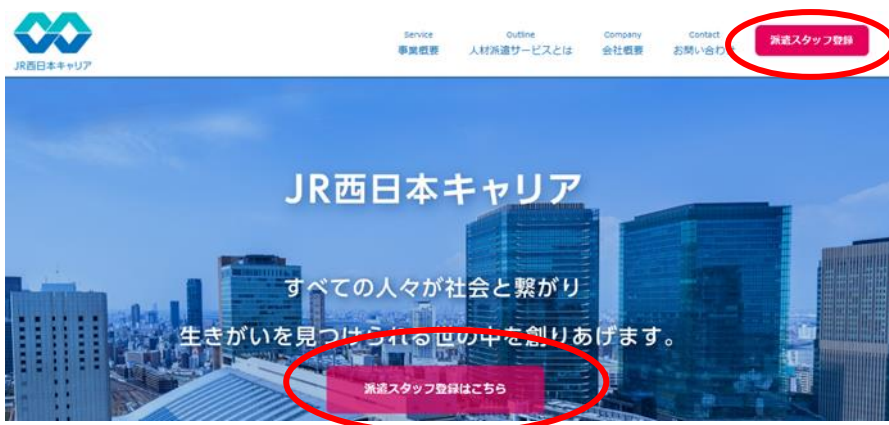 JR西日本キャリア
Service
事業概要
Outline
人材派遣サービスとは
Company
会社概要
Contact
お問い合わせ
派遣スタッフ登録
JR西日本キャリア
すべての人々が社会と繋がり
生きがいを見つけられる世の中を創りあげます。
派遣スタッフ登録はこちら